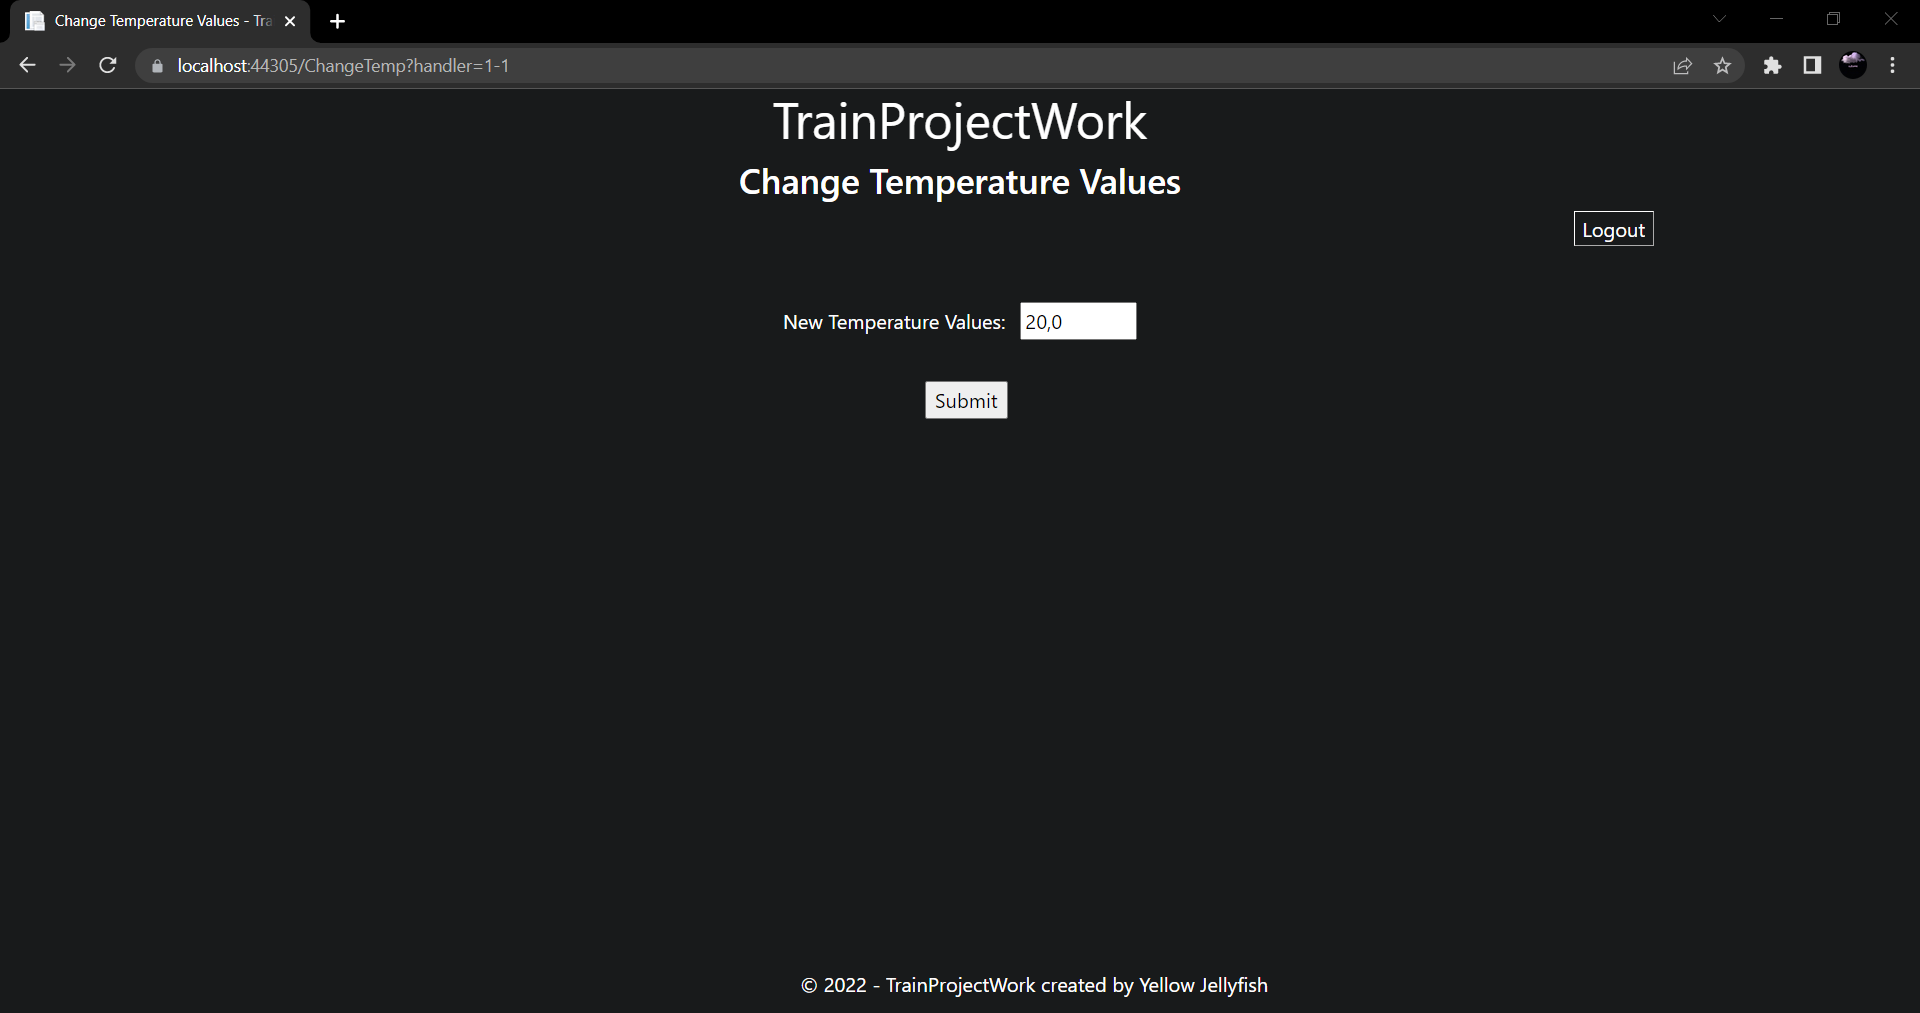 Change Temperature Values - Tra
localhost:44305/ChangeTemp?handler=1-1
TrainProjectWork
Change Temperature Values
Logout
New Temperature Values: 20,0
Submit
© 2022 - TrainProjectWork created by Yellow Jellyfish